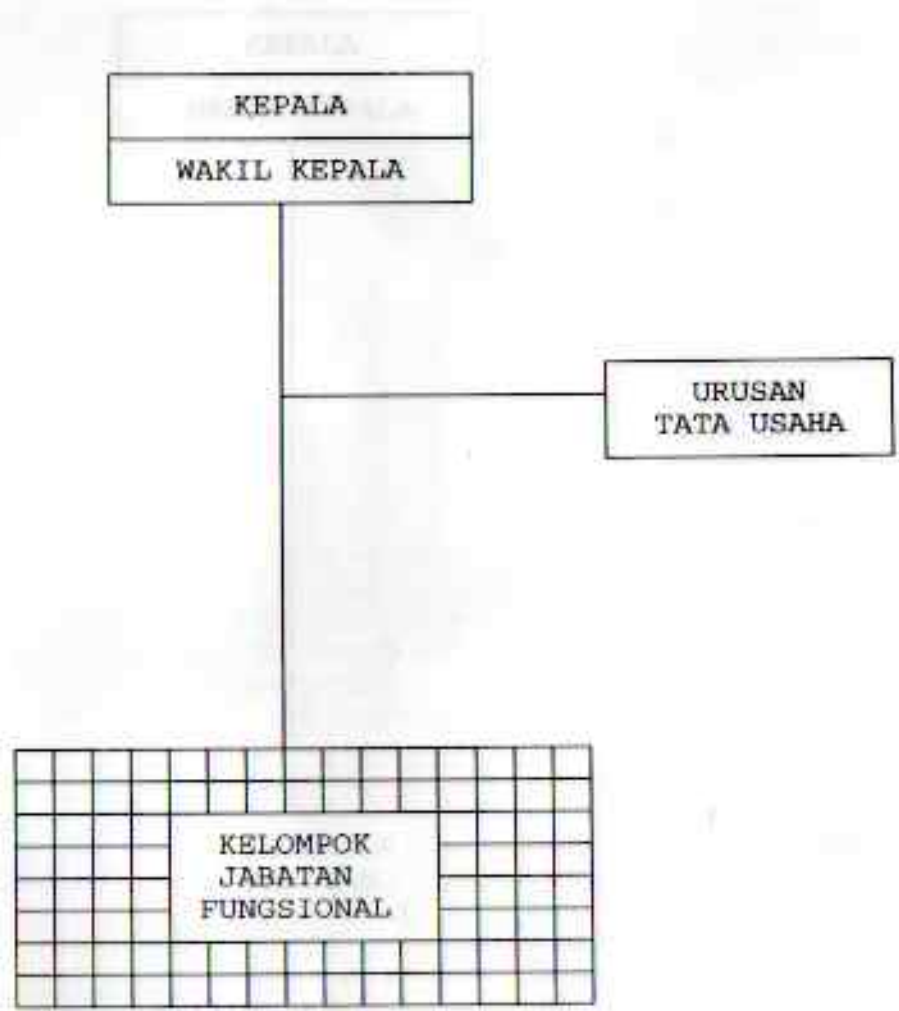 KEPALA
WAKIL KEPALA
URUSAN
TATA USAHA
KELOMPOK
JABATAN
FUNGSIONAL